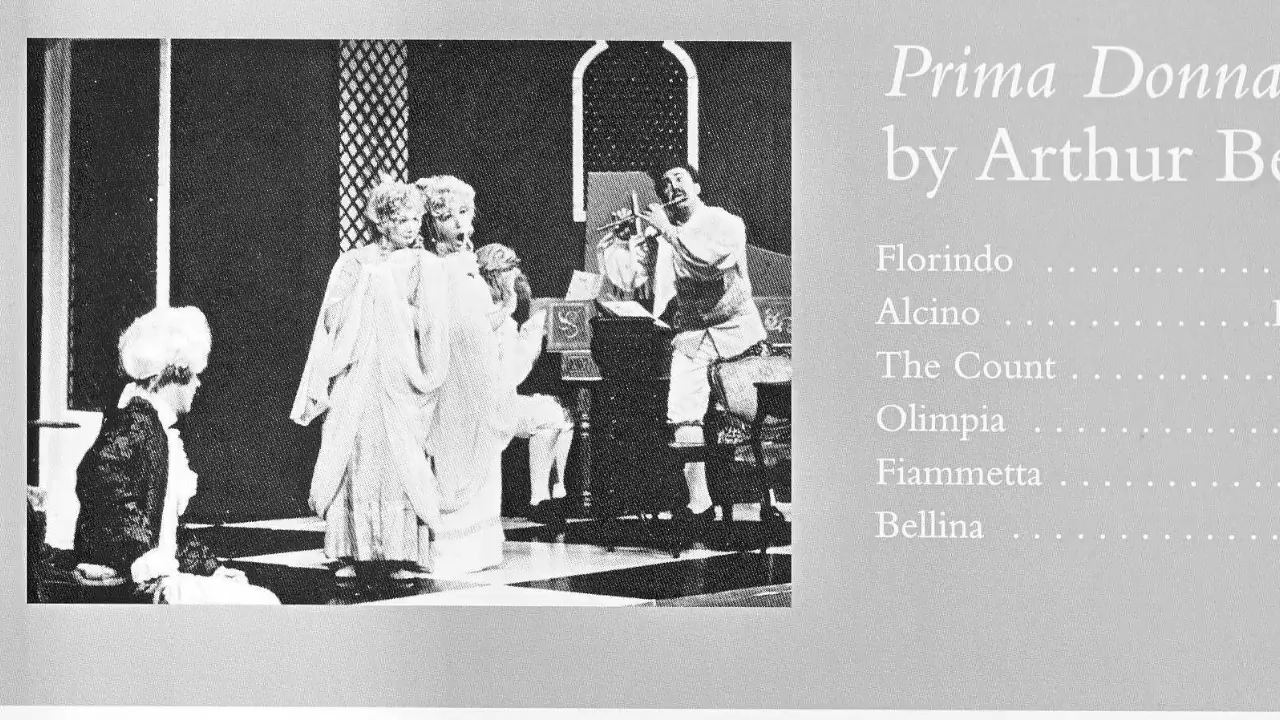 Prima Donna
by Arthur Be
Florindo . . . . . . . . . . . .
Alcino . . . . . . . . . . . . . .
The Count . . . . . . . . . .
Olimpia . . . . . . . . . . . .
Fiammetta . . . . . . . . . . .
Bellina . . . . . . . . . . . . .